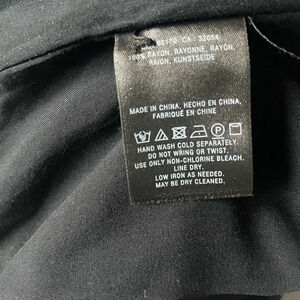 CA: 32054
100% RAYON, RAYONNE, RAYÓN,
RAION, KUNSTSEIDE
MADE IN CHINA, HECHO EN CHINA,
FABRIQUÉ EN CHINE
HAND WASH COLD SEPARATELY.
DO NOT WRING OR TWIST.
USE ONLY NON-CHLORINE BLEACH.
LINE DRY.
LOW IRON AS NEEDED.
MAY BE DRY CLEANED.